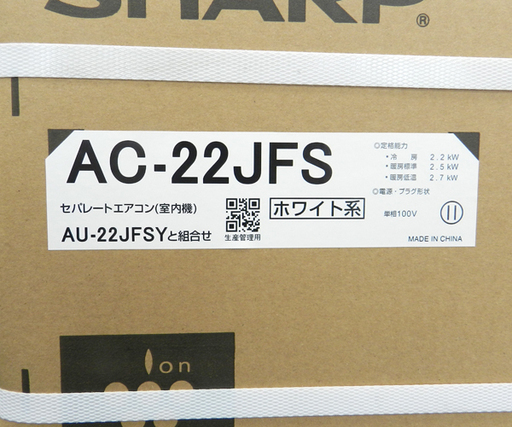 SHARP®
AC-22JFS
セパレートエアコン(室内機)
AU-22JFSYと組合せ
生産管理用
ホワイト系
◎定格能力
・冷 房 2.2 kW
・暖房標準 2.5 kW
・暖房低温 2.7 kW
◎電源・プラグ形状
単相100V
MADE IN CHINA
Ion